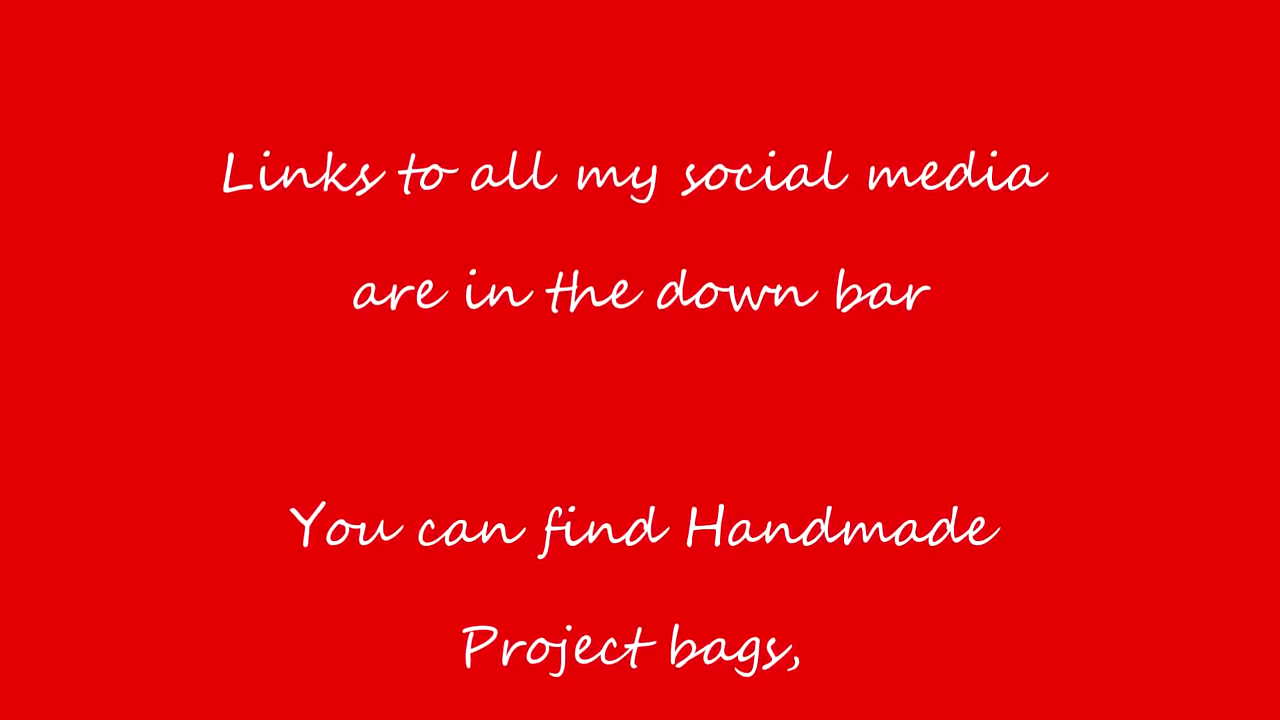 Links to all my social media
are in the down bar
You can find Handmade
Project bags,